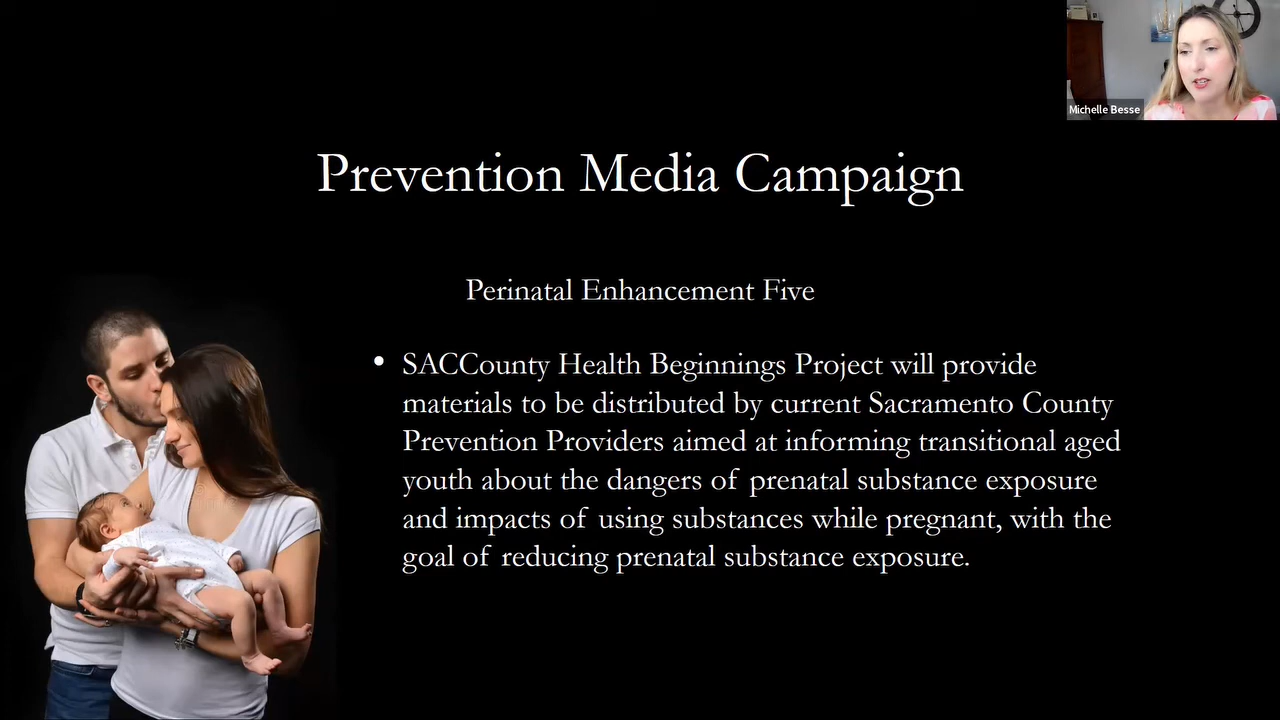 Michelle Besse
Prevention Media Campaign
Perinatal Enhancement Five
• SACCounty Health Beginnings Project will provide
materials to be distributed by current Sacramento County
Prevention Providers aimed at informing transitional aged
youth about the dangers of prenatal substance exposure
and impacts of using substances while pregnant, with the
goal of reducing prenatal substance exposure.